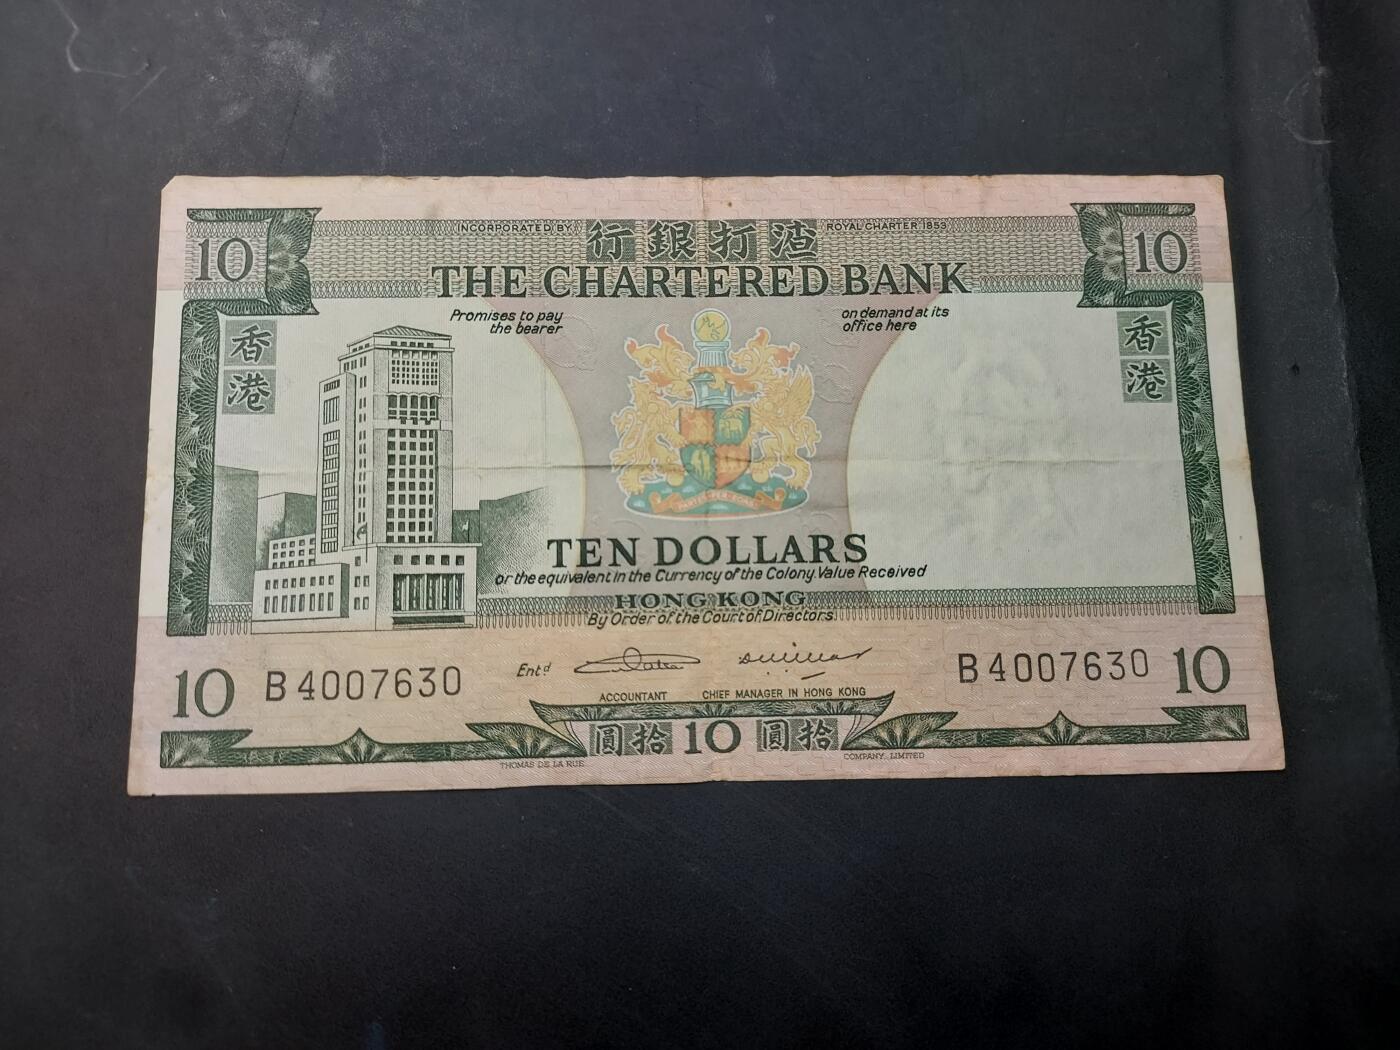 10
INCORPORATED BY
行銀打渣
ROYAL CHARTER 1853
10
THE CHARTERED BANK
Promises to pay
the bearer
on demand at its
office here
香
港
香
港
TEN DOLLARS
or the equivalent in the Currency of the Colony. Value Received
HONG KONG
By Order of the Court of Directors.
10
B4007630
Entd
B4007630
10
ACCOUNTANT
CHIEF MANAGER IN HONG KONG
圓拾 10 圓拾
THOMAS DE LA RUE
COMPANY, LIMITED